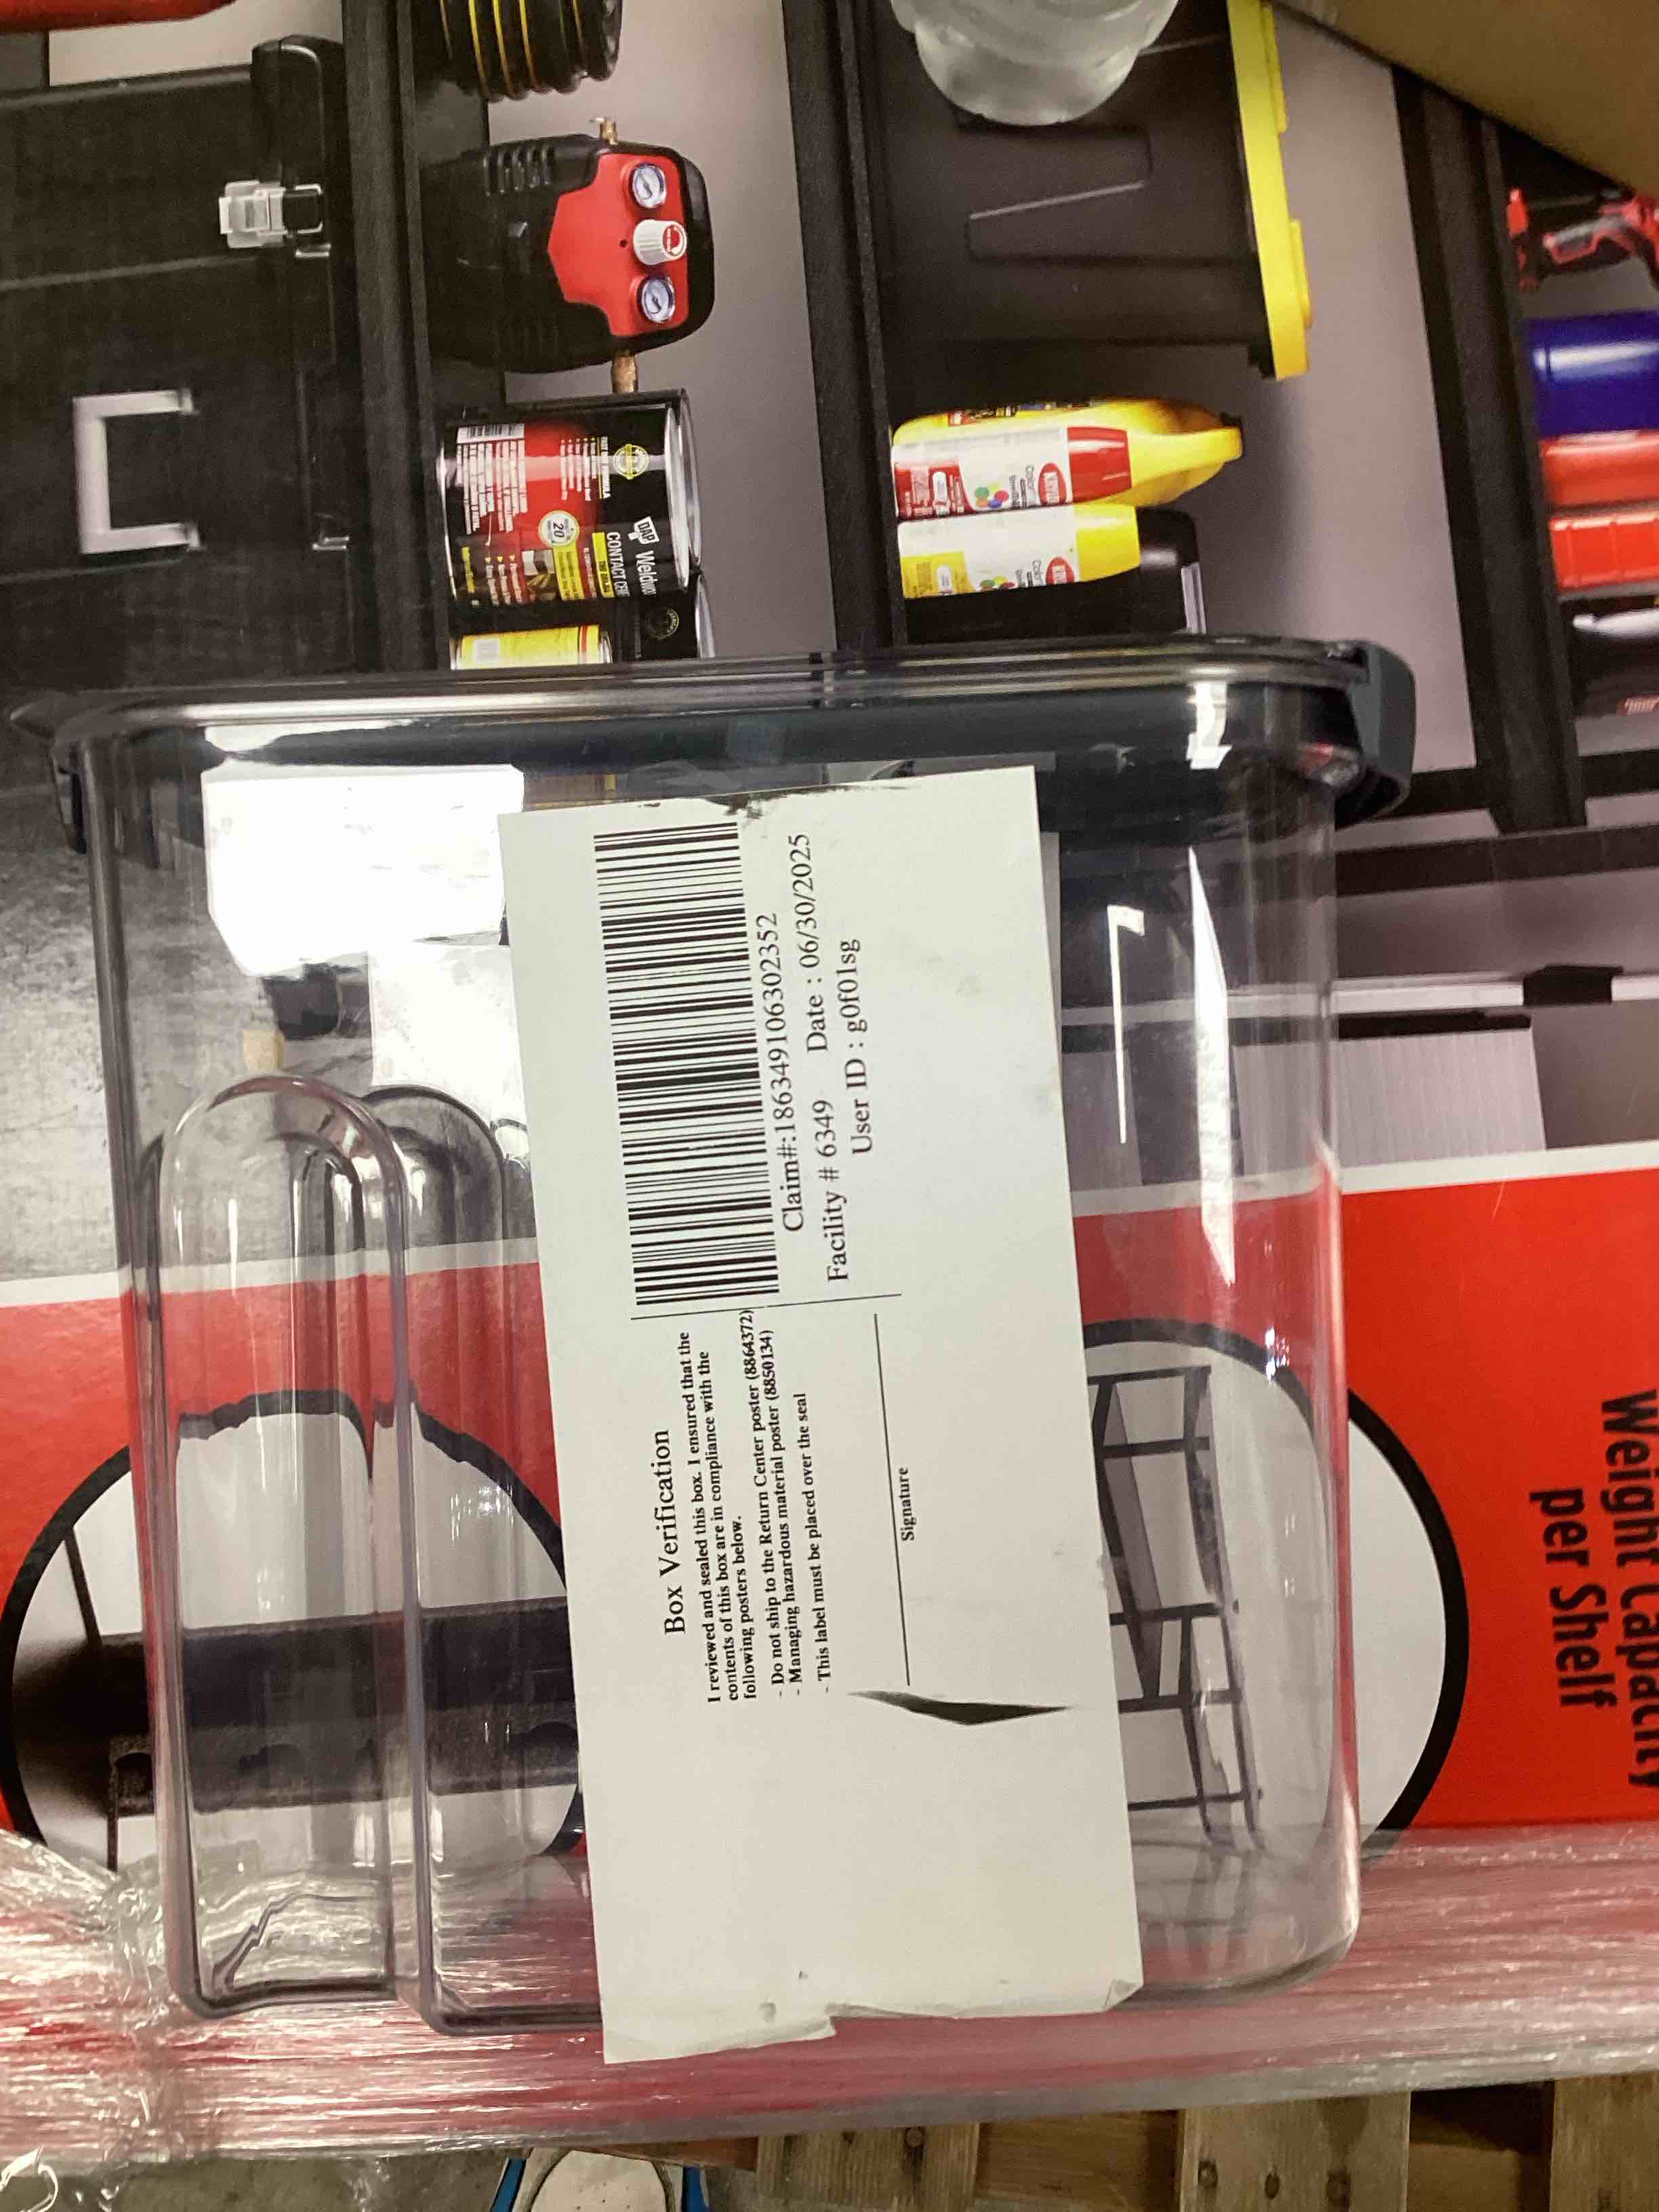 Box Verification
I reviewed and sealed this box. I ensured that the
contents of this box are in compliance with the
following posters below.
- Do not ship to the Return Center poster (8864372)
- Managing hazardous material poster (8850134)
- This label must be placed over the seal
Signature
Claim#:186349106302352
Facility # 6349 Date : 06/30/2025
User ID : g0f01sg
Weight Capacity
per Shelf
DAP Weldwood
CONTACT
20